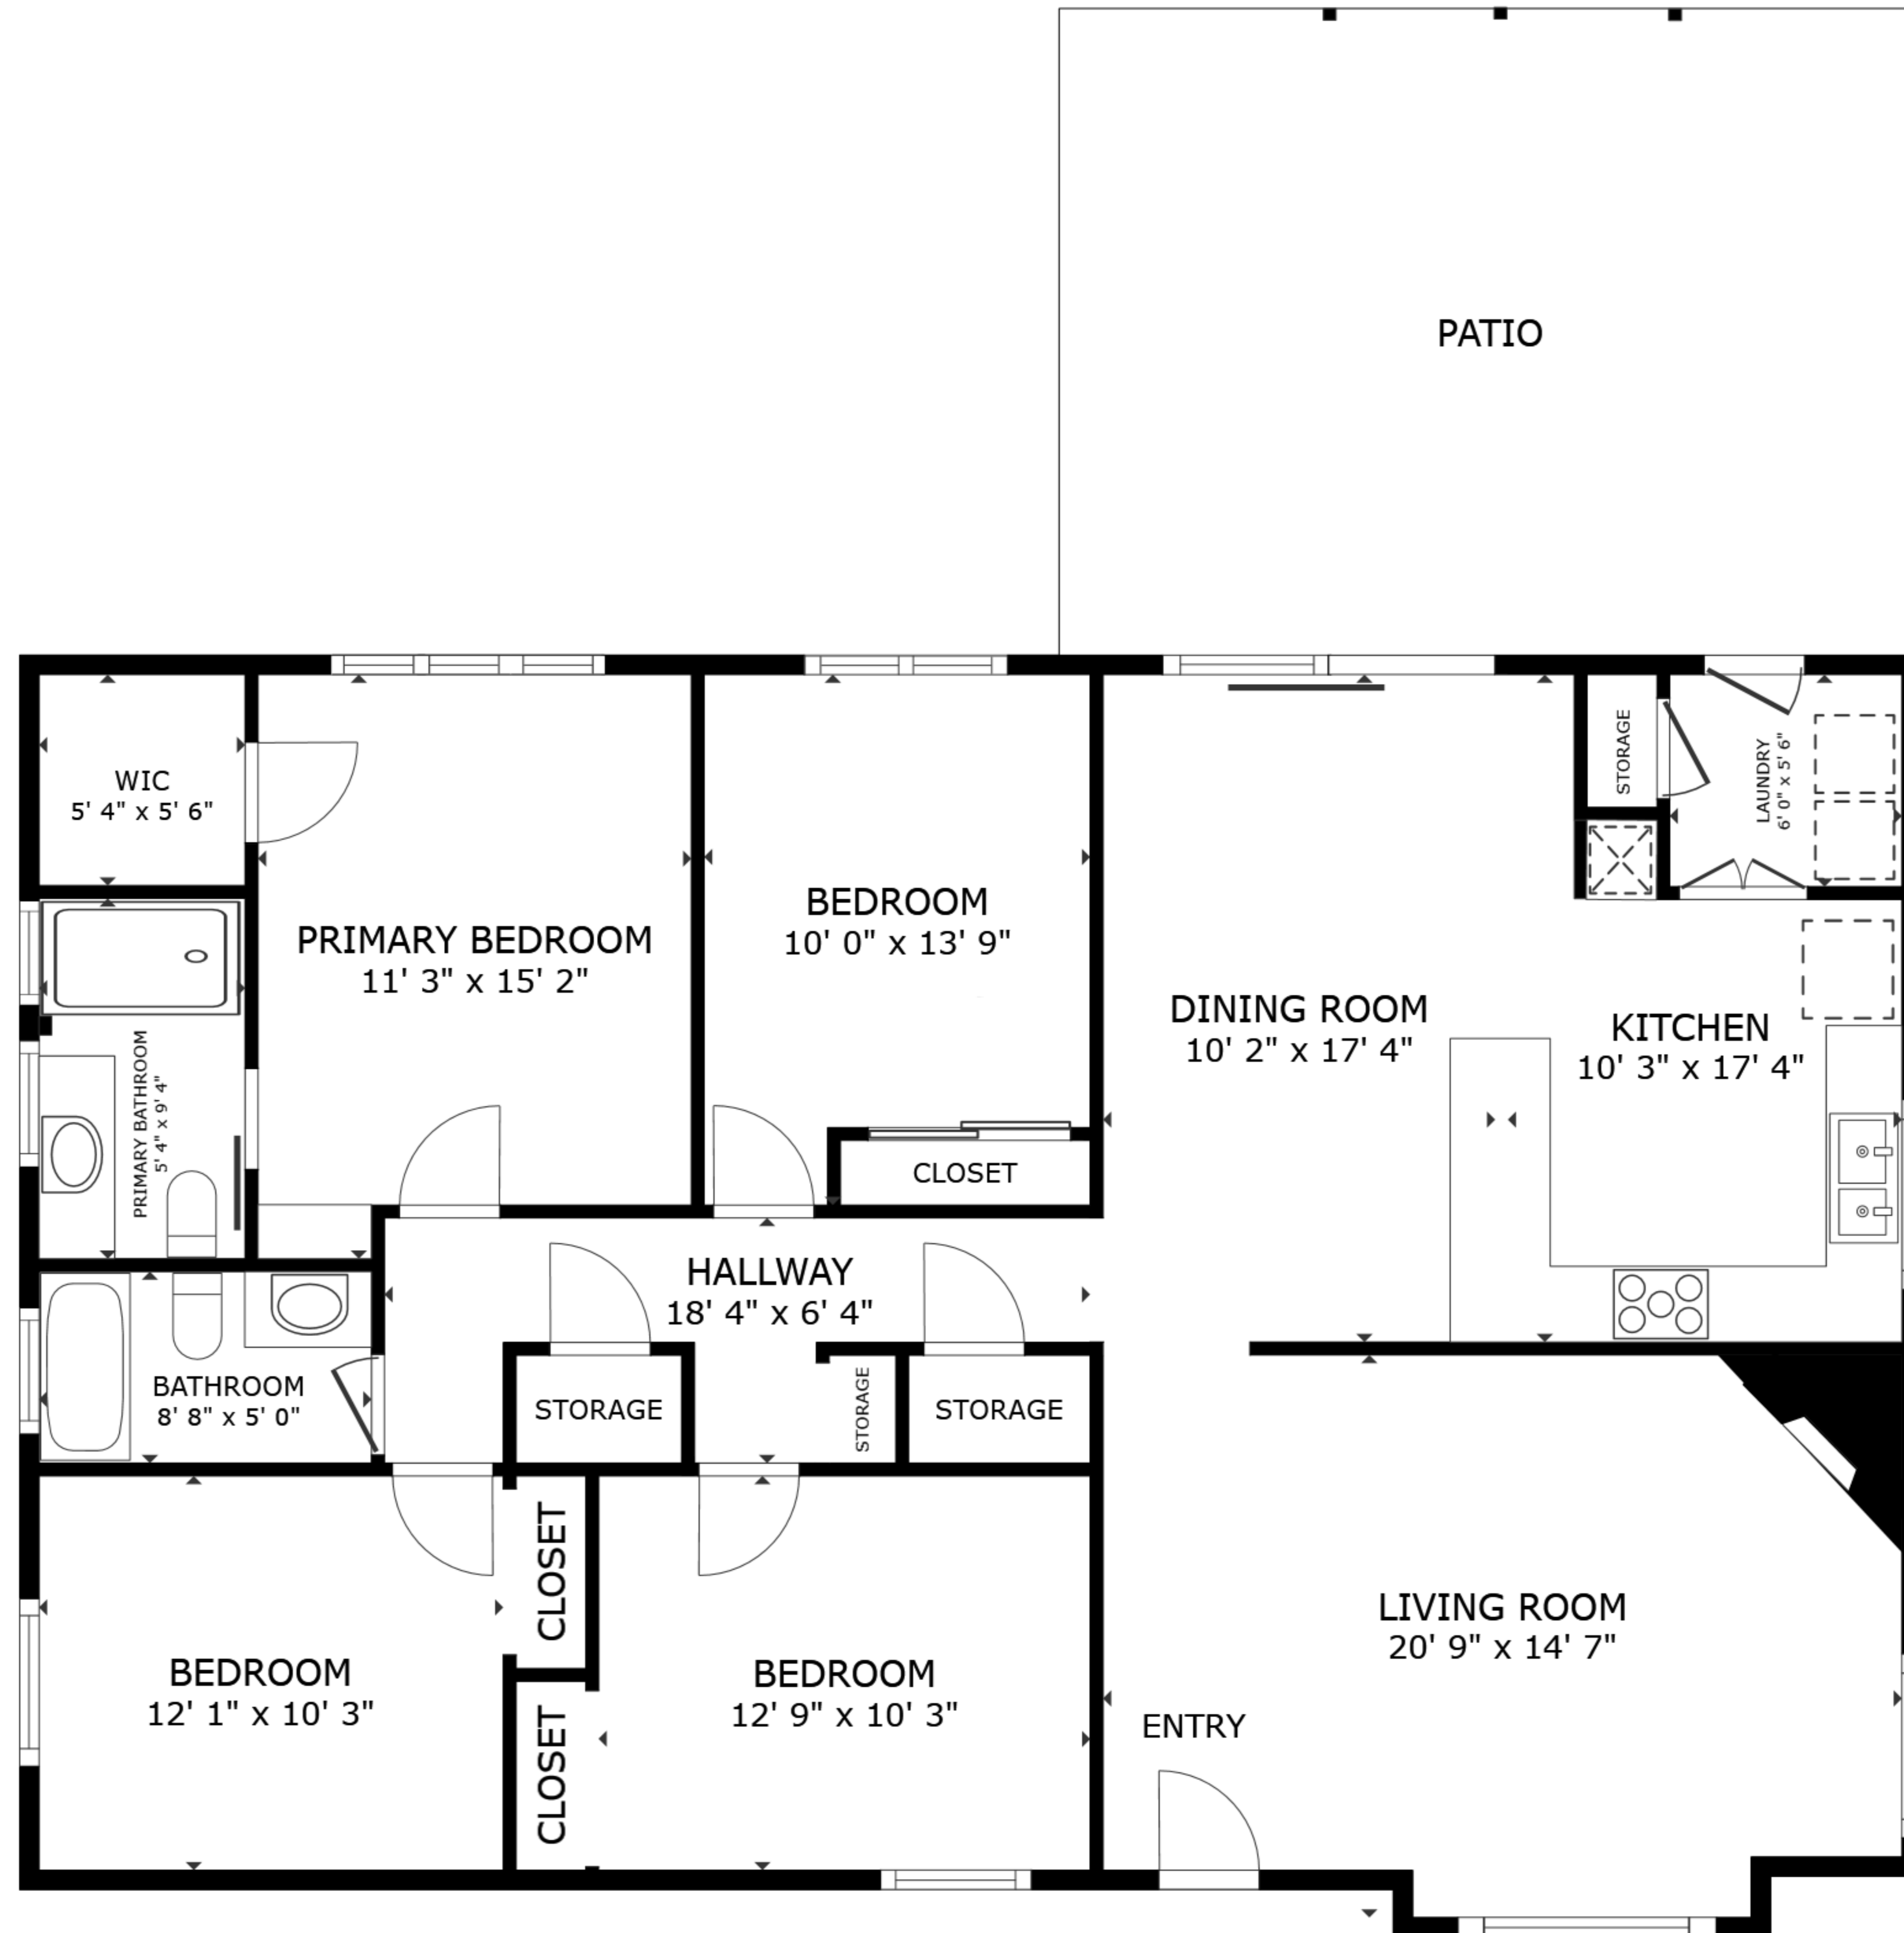 PATIO
WIC
5' 4" x 5' 6"
PRIMARY BEDROOM
11' 3" x 15' 2"
BEDROOM
10' 0" x 13' 9"
STORAGE
LAUNDRY
6' 0" x 5' 6"
DINING ROOM
10' 2" x 17' 4"
KITCHEN
10' 3" x 17' 4"
PRIMARY BATHROOM
5' 4" x 9' 4"
CLOSET
HALLWAY
18' 4" x 6' 4"
BATHROOM
8' 8" x 5' 0"
STORAGE
STORAGE
STORAGE
CLOSET
BEDROOM
12' 1" x 10' 3"
CLOSET
BEDROOM
12' 9" x 10' 3"
LIVING ROOM
20' 9" x 14' 7"
ENTRY